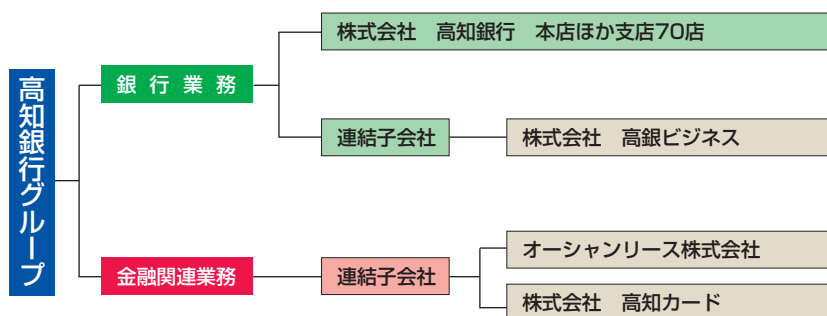 高知銀行グループ
銀行業務
株式会社　高知銀行　本店ほか支店70店
連結子会社
株式会社　高銀ビジネス
金融関連業務
連結子会社
オーシャンリース株式会社
株式会社　高知カード